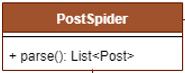 PostSpider
+ parse(): List<Post>